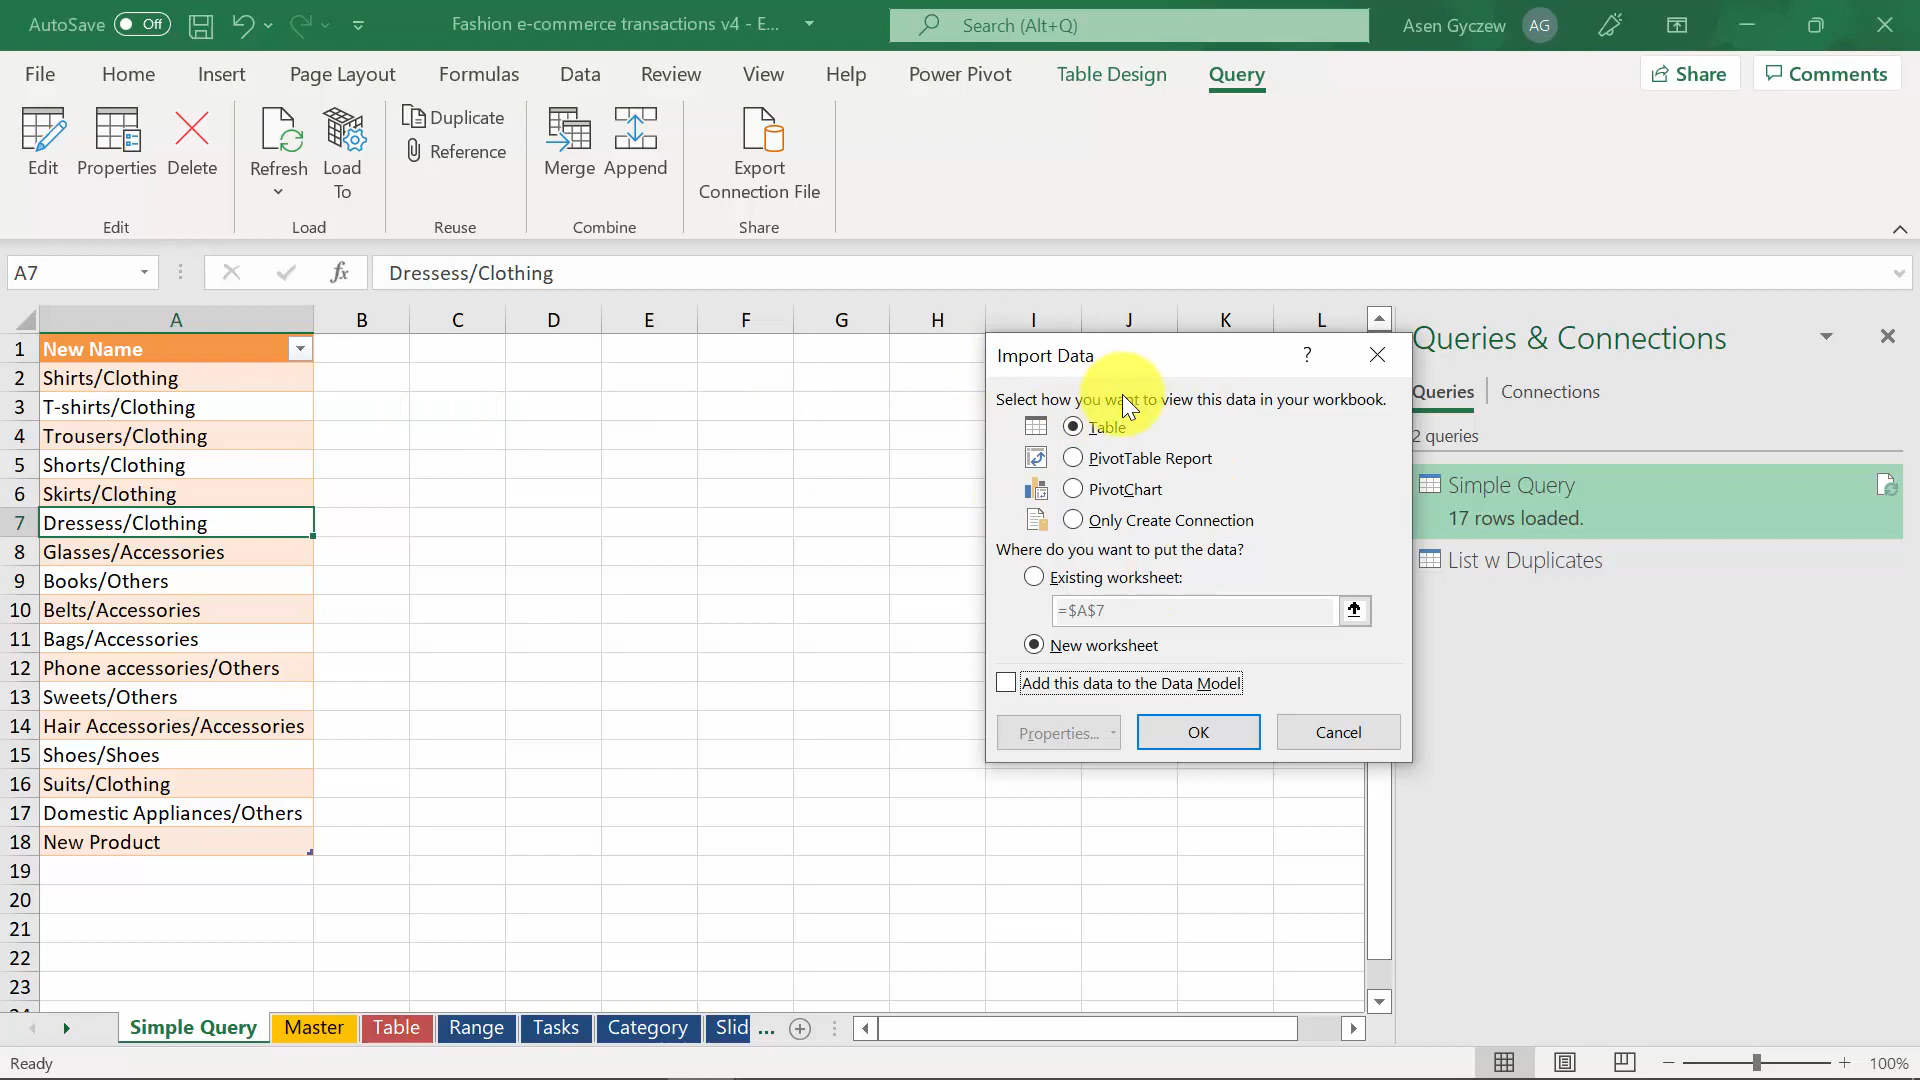 AutoSave Off Fashion e-commerce transactions v4 - E... Search (Alt+Q) Asen Gyczew AG
File Home Insert Page Layout Formulas Data Review View Help Power Pivot Table Design Query Share Comments
Edit Properties Delete Refresh Load To Duplicate Reference Merge Append Export Connection File
Edit Load Reuse Combine Share
A7 fx Dressess/Clothing
A B C D E F G H I J K L
1 New Name
2 Shirts/Clothing
3 T-shirts/Clothing
4 Trousers/Clothing
5 Shorts/Clothing
6 Skirts/Clothing
7 Dressess/Clothing
8 Glasses/Accessories
9 Books/Others
10 Belts/Accessories
11 Bags/Accessories
12 Phone accessories/Others
13 Sweets/Others
14 Hair Accessories/Accessories
15 Shoes/Shoes
16 Suits/Clothing
17 Domestic Appliances/Others
18 New Product
19
20
21
22
23
Import Data ?
Select how you want to view this data in your workbook.
Table
PivotTable Report
PivotChart
Only Create Connection
Where do you want to put the data?
Existing worksheet:
=$A$7
New worksheet
Add this data to the Data Model
Properties... OK Cancel
Queries & Connections
Queries Connections
2 queries
Simple Query
17 rows loaded.
List w Duplicates
Simple Query Master Table Range Tasks Category Slid ...
Ready 100%